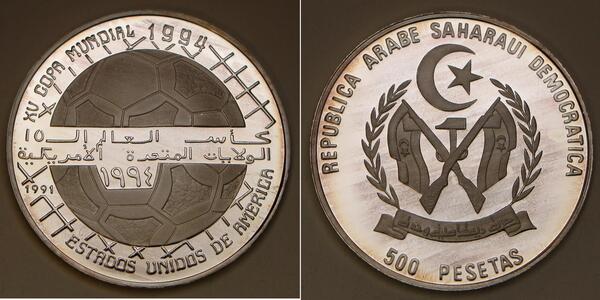 XV COPA MUNDIAL 1994
كأس العالم الـ ١٥
الولايات المتحدة الأمريكية
١٩٩٤
1991
ESTADOS UNIDOS DE AMERICA
REPUBLICA ARABE SAHARAUI DEMOCRATICA
500 PESETAS